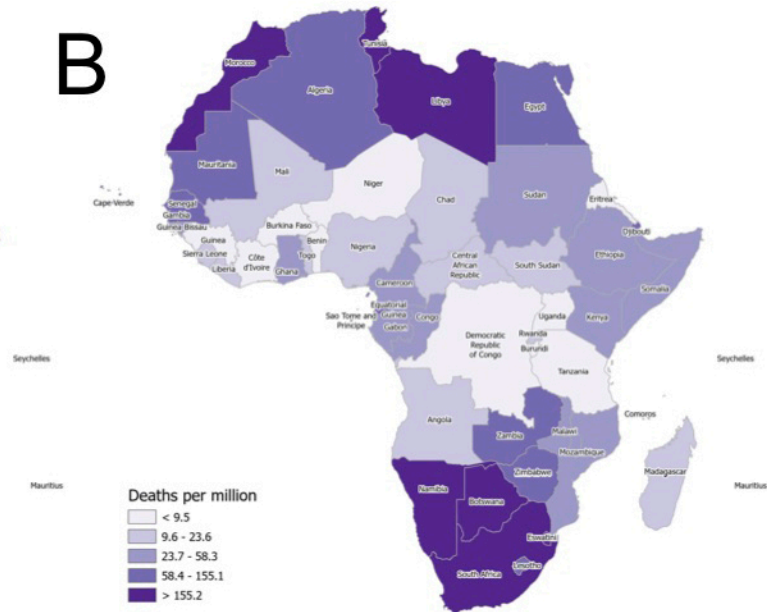 B
Morocco
Tunisia
Algeria
Libya
Egypt
Mauritania
Mali
Niger
Chad
Sudan
Eritrea
Cape-Verde
Senegal
Gambia
Guinea Bissau
Guinea
Sierra Leone
Liberia
Côte
d'Ivoire
Burkina Faso
Ghana
Togo
Benin
Nigeria
Cameroon
Central
African
Republic
South Sudan
Ethiopia
Djibouti
Somalia
Equatorial
Guinea
Sao Tome and
Principe
Gabon
Congo
Democratic
Republic
of Congo
Uganda
Kenya
Rwanda
Burundi
Tanzania
Seychelles
Seychelles
Angola
Zambia
Malawi
Mozambique
Comoros
Zimbabwe
Madagascar
Mauritius
Mauritius
Namibia
Botswana
Eswatini
Lesotho
South Africa
Deaths per million
< 9.5
9.6 - 23.6
23.7 - 58.3
58.4 - 155.1
> 155.2